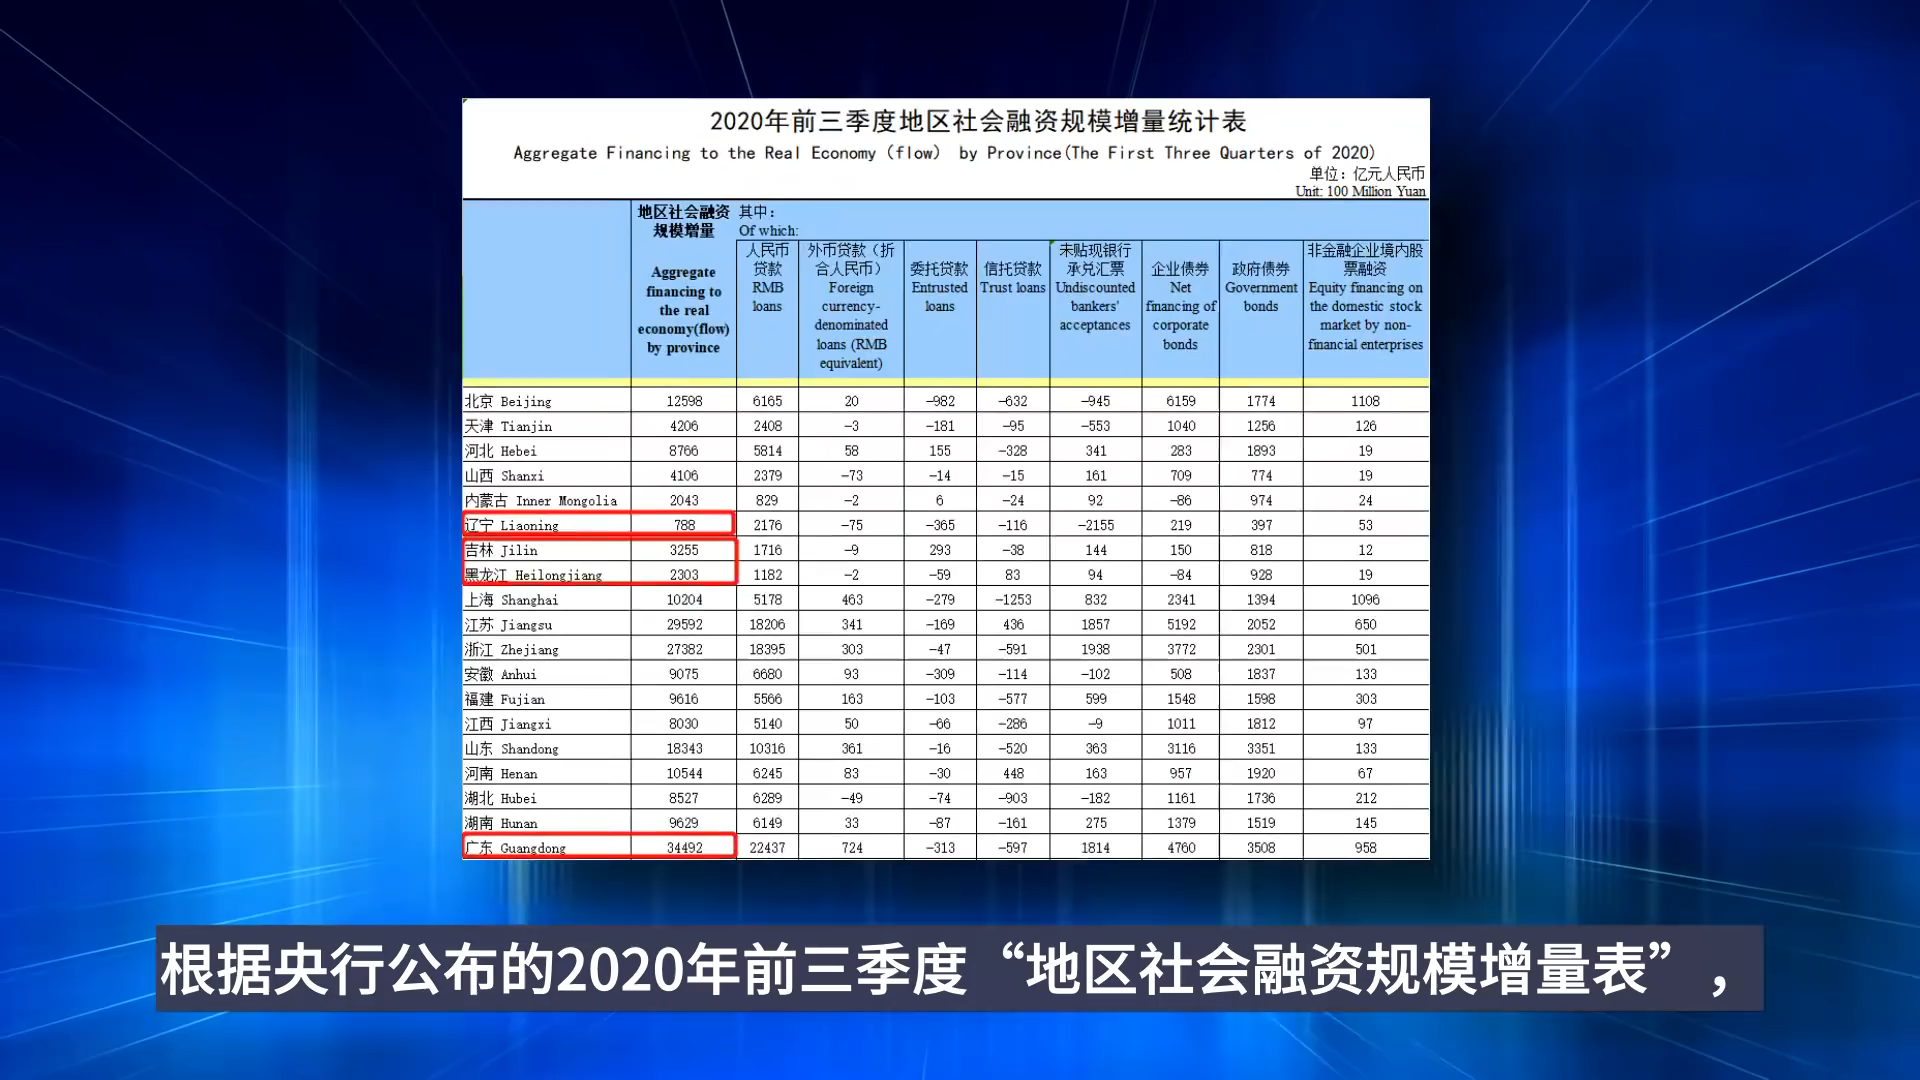 2020年前三季度地区社会融资规模增量统计表
Aggregate Financing to the Real Economy (flow) by Province(The First Three Quarters of 2020)
单位：亿元人民币
Unit: 100 Million Yuan
地区社会融资规模增量 Aggregate financing to the real economy(flow) by province
其中：
Of which:
人民币贷款 RMB loans
外币贷款（折合人民币） Foreign currency-denominated loans (RMB equivalent)
委托贷款 Entrusted loans
信托贷款 Trust loans
未贴现银行承兑汇票 Undiscounted bankers' acceptances
企业债券 Net financing of corporate bonds
政府债券 Government bonds
非金融企业境内股票融资 Equity financing on the domestic stock market by non-financial enterprises
北京 Beijing 12598 6165 20 -982 -632 -945 6159 1774 1108
天津 Tianjin 4206 2408 -3 -181 -95 -553 1040 1256 126
河北 Hebei 8766 5814 58 155 -328 341 283 1893 19
山西 Shanxi 4106 2379 -73 -14 -15 161 709 774 19
内蒙古 Inner Mongolia 2043 829 -2 6 -24 92 -86 974 24
辽宁 Liaoning 788 2176 -75 -365 -116 -2155 219 397 53
吉林 Jilin 3255 1716 -9 293 -38 144 150 818 12
黑龙江 Heilongjiang 2303 1182 -2 -59 83 94 -84 928 19
上海 Shanghai 10204 5178 463 -279 -1253 832 2341 1394 1096
江苏 Jiangsu 29592 18206 341 -169 436 1857 5192 2052 650
浙江 Zhejiang 27382 18395 303 -47 -591 1938 3772 2301 501
安徽 Anhui 9075 6680 93 -309 -114 -102 508 1837 133
福建 Fujian 9616 5566 163 -103 -577 599 1548 1598 303
江西 Jiangxi 8030 5140 50 -66 -286 -9 1011 1812 97
山东 Shandong 18343 10316 361 -16 -520 363 3116 3351 133
河南 Henan 10544 6245 83 -30 448 163 957 1920 67
湖北 Hubei 8527 6289 -49 -74 -903 -182 1161 1736 212
湖南 Hunan 9629 6149 33 -87 -161 275 1379 1519 145
广东 Guangdong 34492 22437 724 -313 -597 1814 4760 3508 958
根据央行公布的2020年前三季度“地区社会融资规模增量表”，